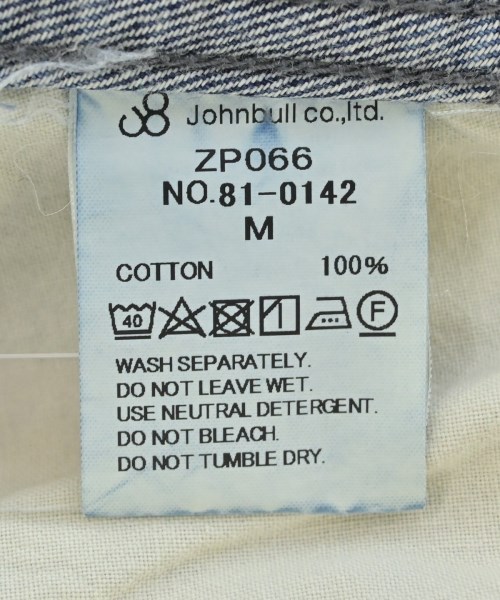 Johnbull co.,ltd.
ZP066
NO.81-0142
M
COTTON 100%
40 F
WASH SEPARATELY.
DO NOT LEAVE WET.
USE NEUTRAL DETERGENT.
DO NOT BLEACH.
DO NOT TUMBLE DRY.